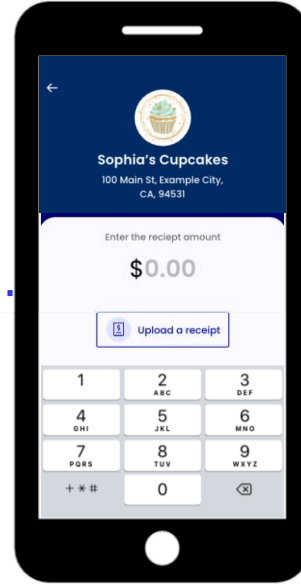 Sophia's Cupcakes
100 Main St, Example City,
CA, 94531
Enter the reciept amount
$0.00
Upload a receipt
1
2
3
ABC
DEF
4
5
6
GHI
JKL
MNO
7
8
9
PQRS
TUV
WXYZ
+ * #
0